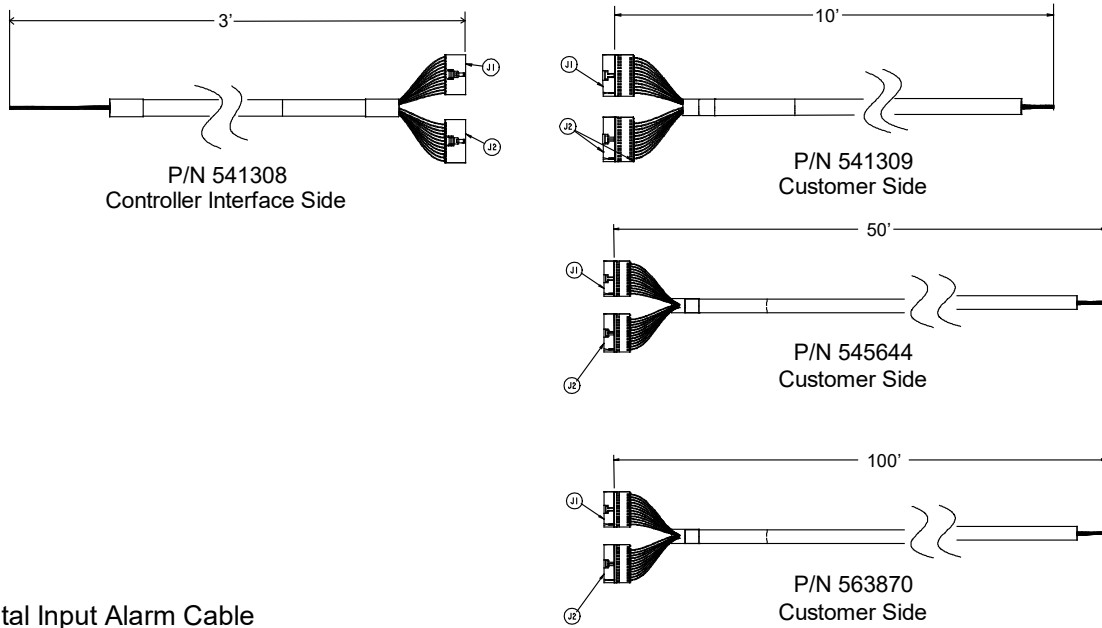 3'
J1
J2
P/N 541308
Controller Interface Side
10'
J1
J2
P/N 541309
Customer Side
50'
J1
J2
P/N 545644
Customer Side
100'
J1
J2
P/N 563870
Customer Side
tal Input Alarm Cable